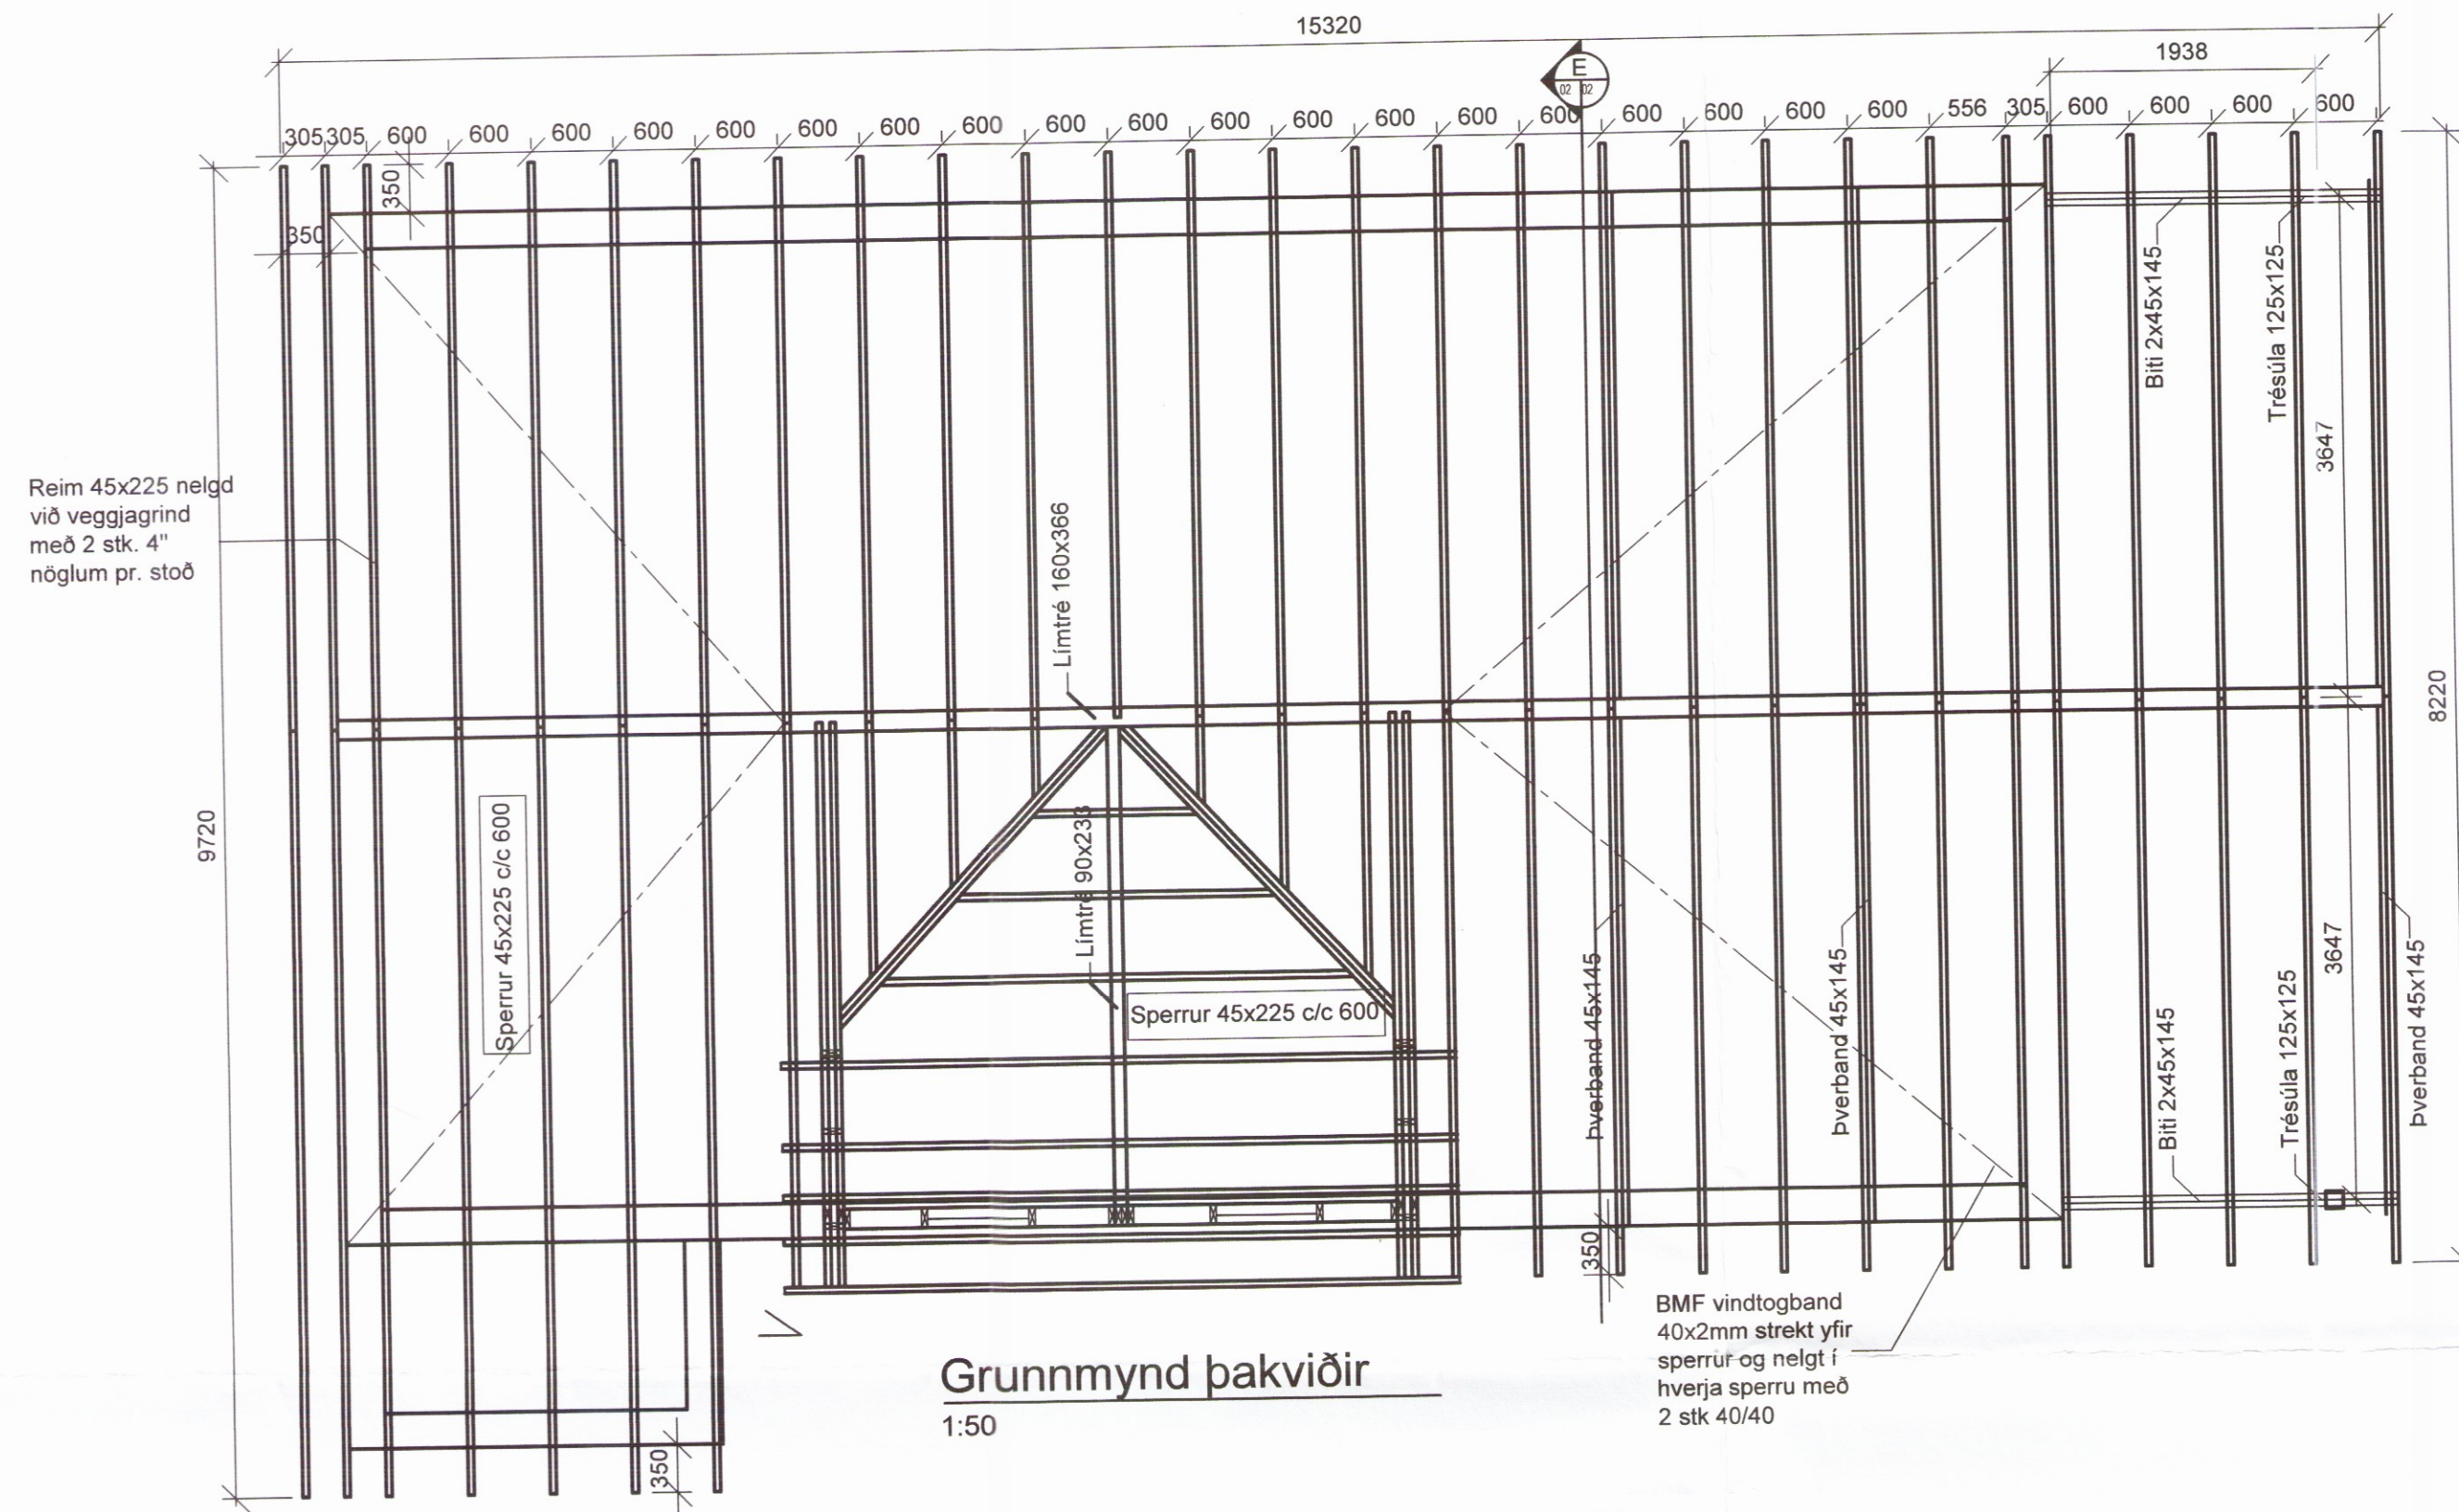 15320
1938
E
02 02
305 305 600 600 600 600 600 600 600 600 600 600 600 600 600 600 600 600 600 600 600 556 305 600 600 600 600
350
350
Biti 2x45x145
Trésúla 125x125
3647
Reim 45x225 nelgd
við veggjagrind
með 2 stk. 4"
nöglum pr. stoð
Límtré 160x366
8220
9720
Sperrur 45x225 c/c 600
Límtré 90x233
Sperrur 45x225 c/c 600
Þverband 45x145
Þverband 45x145
3647
Biti 2x45x145
Trésúla 125x125
Þverband 45x145
350
BMF vindtogband
40x2mm strekt yfir
sperrur og nelgt í
hverja sperru með
2 stk 40/40
Grunnmynd þakviðir
1:50
350